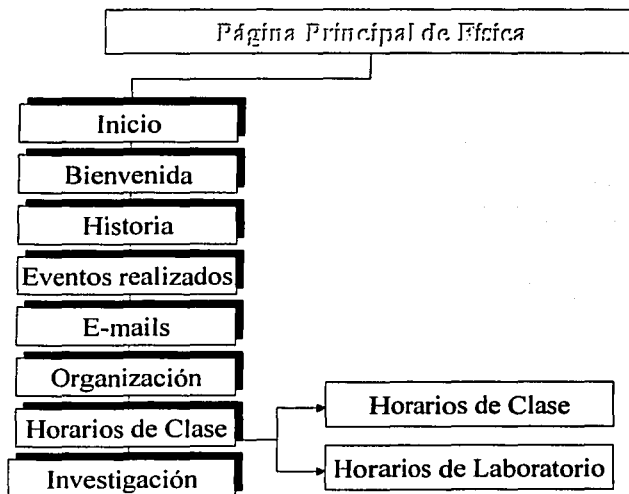 Página Principal de Física
Inicio
Bienvenida
Historia
Eventos realizados
E-mails
Organización
Horarios de Clase
Investigación
Horarios de Clase
Horarios de Laboratorio